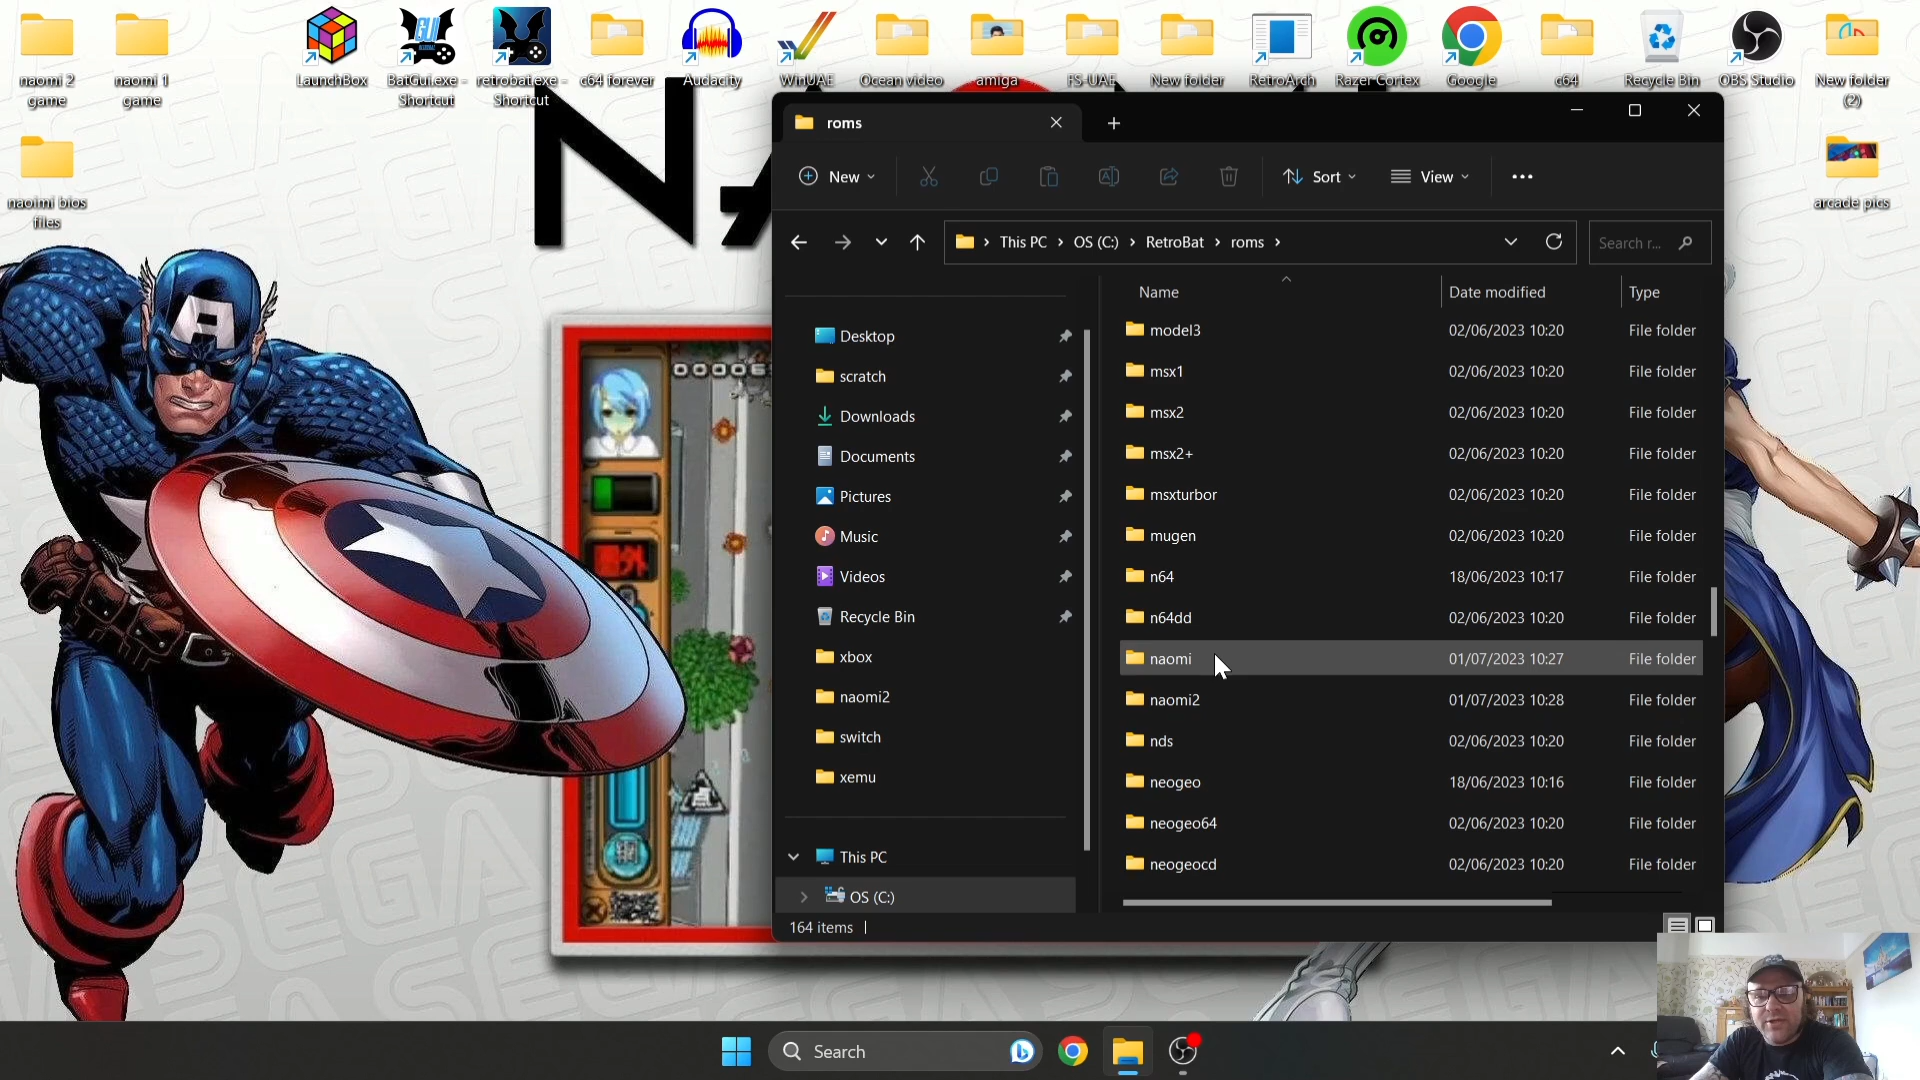 naomi 2
game
naomi 1
game
LaunchBox
BatGui.exe -
Shortcut
retrobat.exe -
Shortcut
c64 forever
Audacity
WinUAE
Ocean video
amiga
FS-UAE
New folder
RetroArch
Razer Cortex
Google
c64
Recycle Bin
OBS Studio
New folder
(2)
naoimi bios
files
arcade pics
roms
New
Sort
View
This PC
OS (C:)
RetroBat
roms
Search r...
Name
Date modified
Type
Desktop
scratch
Downloads
Documents
Pictures
Music
Videos
Recycle Bin
xbox
naomi2
switch
xemu
This PC
OS (C:)
model3 02/06/2023 10:20 File folder
msx1 02/06/2023 10:20 File folder
msx2 02/06/2023 10:20 File folder
msx2+ 02/06/2023 10:20 File folder
msxturbor 02/06/2023 10:20 File folder
mugen 02/06/2023 10:20 File folder
n64 18/06/2023 10:17 File folder
n64dd 02/06/2023 10:20 File folder
naomi 01/07/2023 10:27 File folder
naomi2 01/07/2023 10:28 File folder
nds 02/06/2023 10:20 File folder
neogeo 18/06/2023 10:16 File folder
neogeo64 02/06/2023 10:20 File folder
neogeocd 02/06/2023 10:20 File folder
164 items
Search